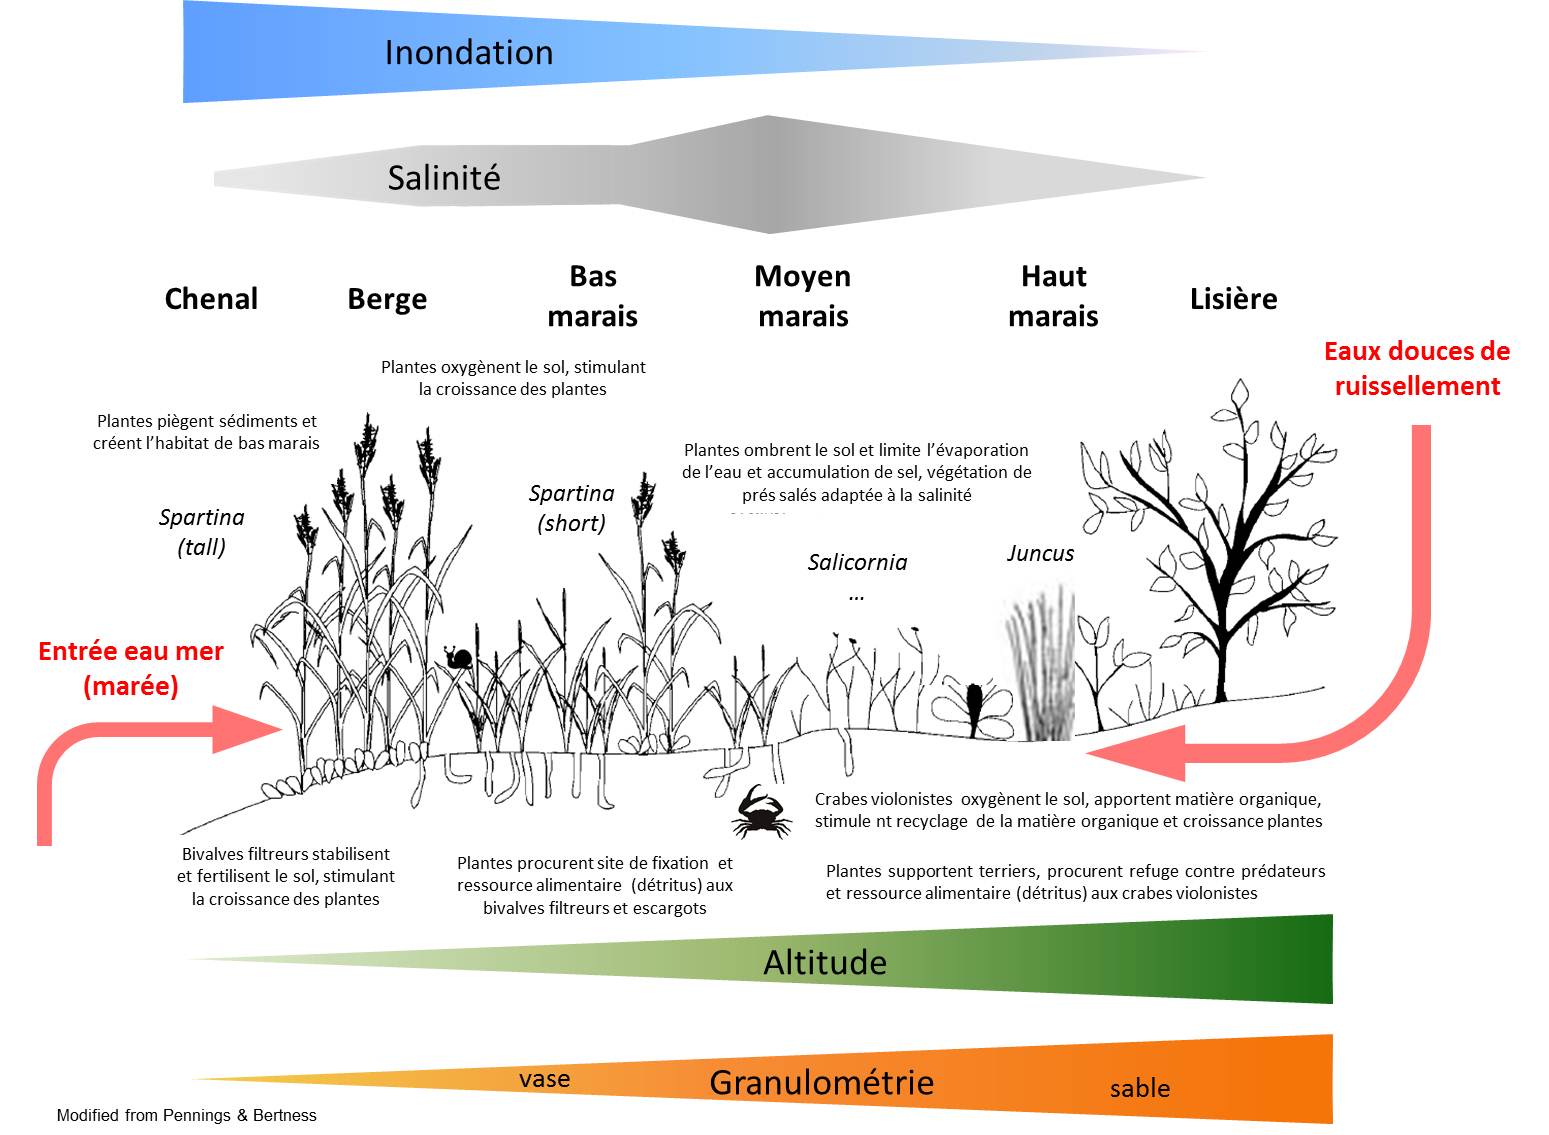 Inondation
Salinité
Chenal
Berge
Bas
marais
Moyen
marais
Haut
marais
Lisière
Eaux douces de
ruissellement
Plantes oxygènent le sol, stimulant
la croissance des plantes
Plantes piègent sédiments et
créent l’habitat de bas marais
Plantes ombrent le sol et limite l’évaporation
de l’eau et accumulation de sel, végétation de
prés salés adaptée à la salinité
Spartina
(tall)
Spartina
(short)
Salicornia
...
Juncus
Entrée eau mer
(marée)
Crabes violonistes oxygènent le sol, apportent matière organique,
stimule nt recyclage de la matière organique et croissance plantes
Bivalves filtreurs stabilisent
et fertilisent le sol, stimulant
la croissance des plantes
Plantes procurent site de fixation et
ressource alimentaire (détritus) aux
bivalves filtreurs et escargots
Plantes supportent terriers, procurent refuge contre prédateurs
et ressource alimentaire (détritus) aux crabes violonistes
Altitude
vase
Granulométrie
sable
Modified from Pennings & Bertness